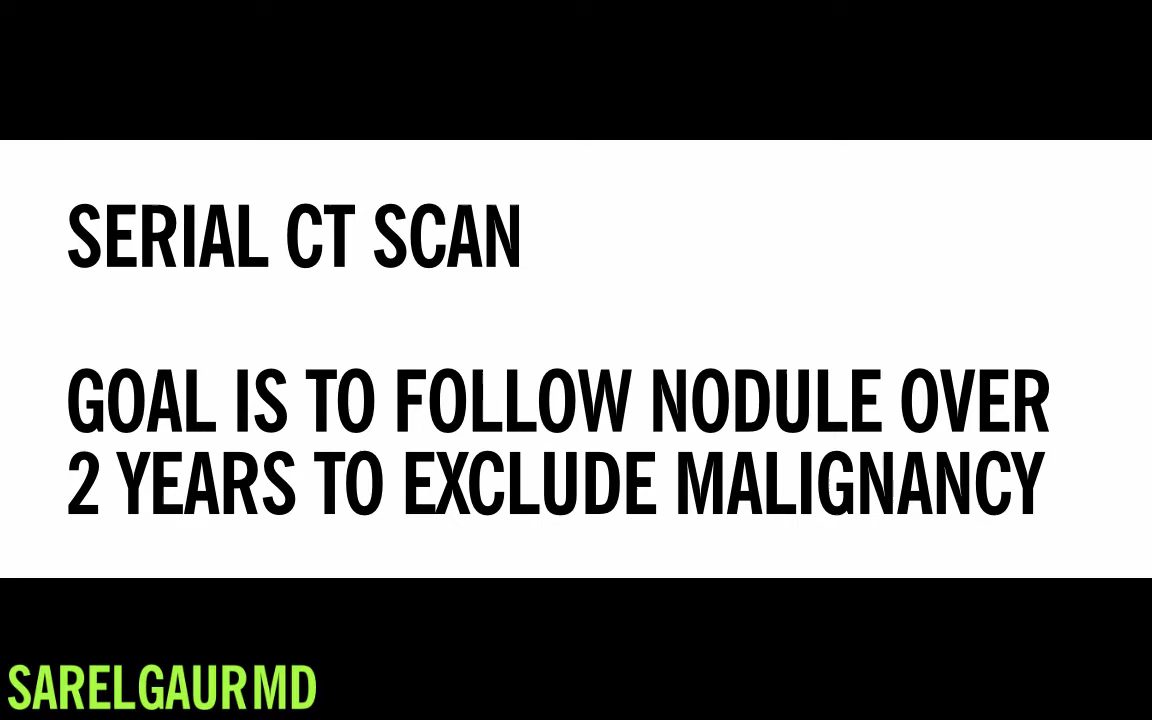 SERIAL CT SCAN
GOAL IS TO FOLLOW NODULE OVER
2 YEARS TO EXCLUDE MALIGNANCY
SARELGAURMD